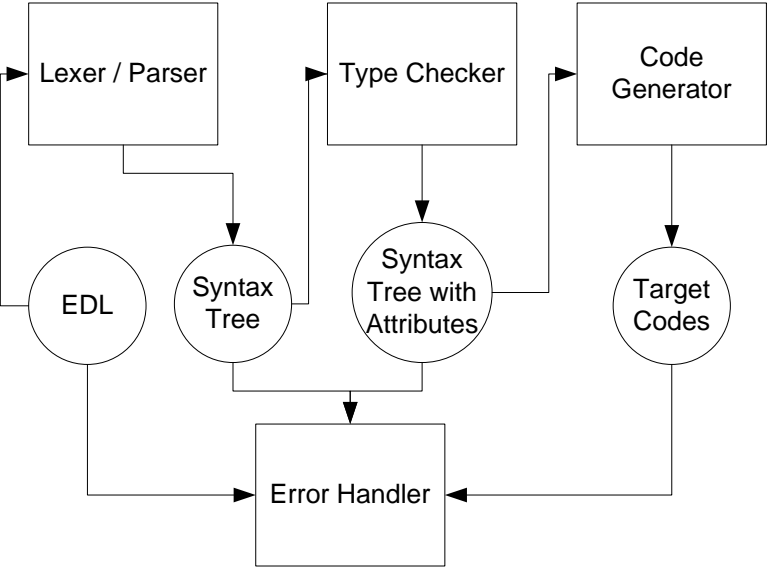 Lexer / Parser
Type Checker
Code
Generator
EDL
Syntax
Tree
Syntax
Tree with
Attributes
Target
Codes
Error Handler